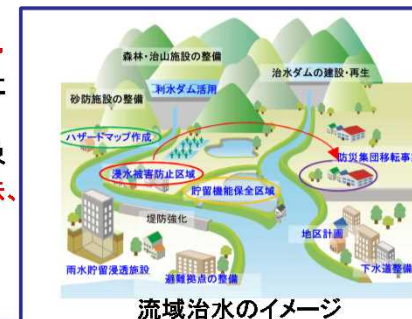 森林・治山施設の整備
治水ダムの建設・再生
利水ダム活用
砂防施設の整備
ハザードマップ作成
防災集団移転事
浸水被害防止区域
貯留機能保全区域
堤防強化
地区計画
雨水貯留浸透施設
避難拠点の整備
下水道整備
流域治水のイメージ